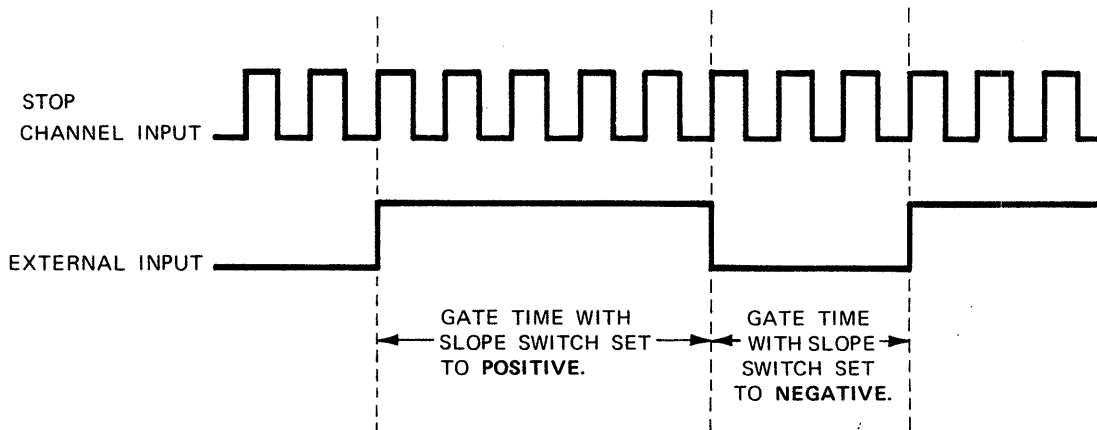 STOP
CHANNEL INPUT
EXTERNAL INPUT
GATE TIME WITH
SLOPE SWITCH SET
TO POSITIVE.
GATE TIME
WITH SLOPE
SWITCH SET
TO NEGATIVE.